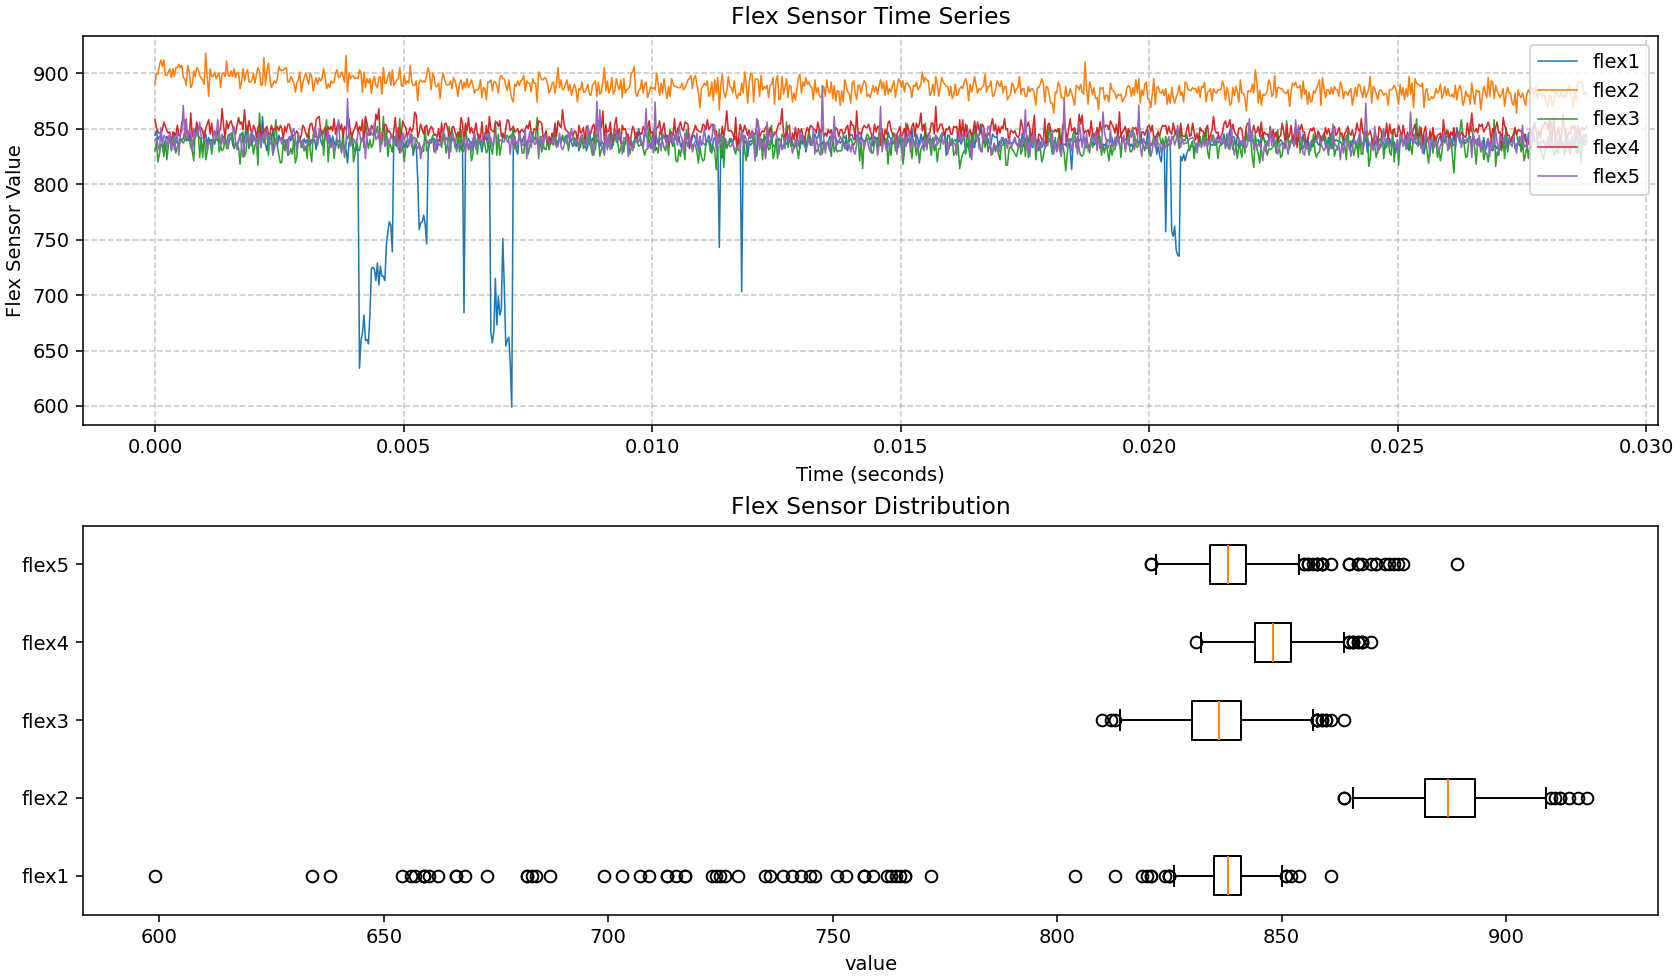 Flex Sensor Time Series
Flex Sensor Value
900
850
800
750
700
650
600
flex1
flex2
flex3
flex4
flex5
0.000 0.005 0.010 0.015 0.020 0.025 0.030
Time (seconds)
Flex Sensor Distribution
flex5
flex4
flex3
flex2
flex1
600 650 700 750 800 850 900
value